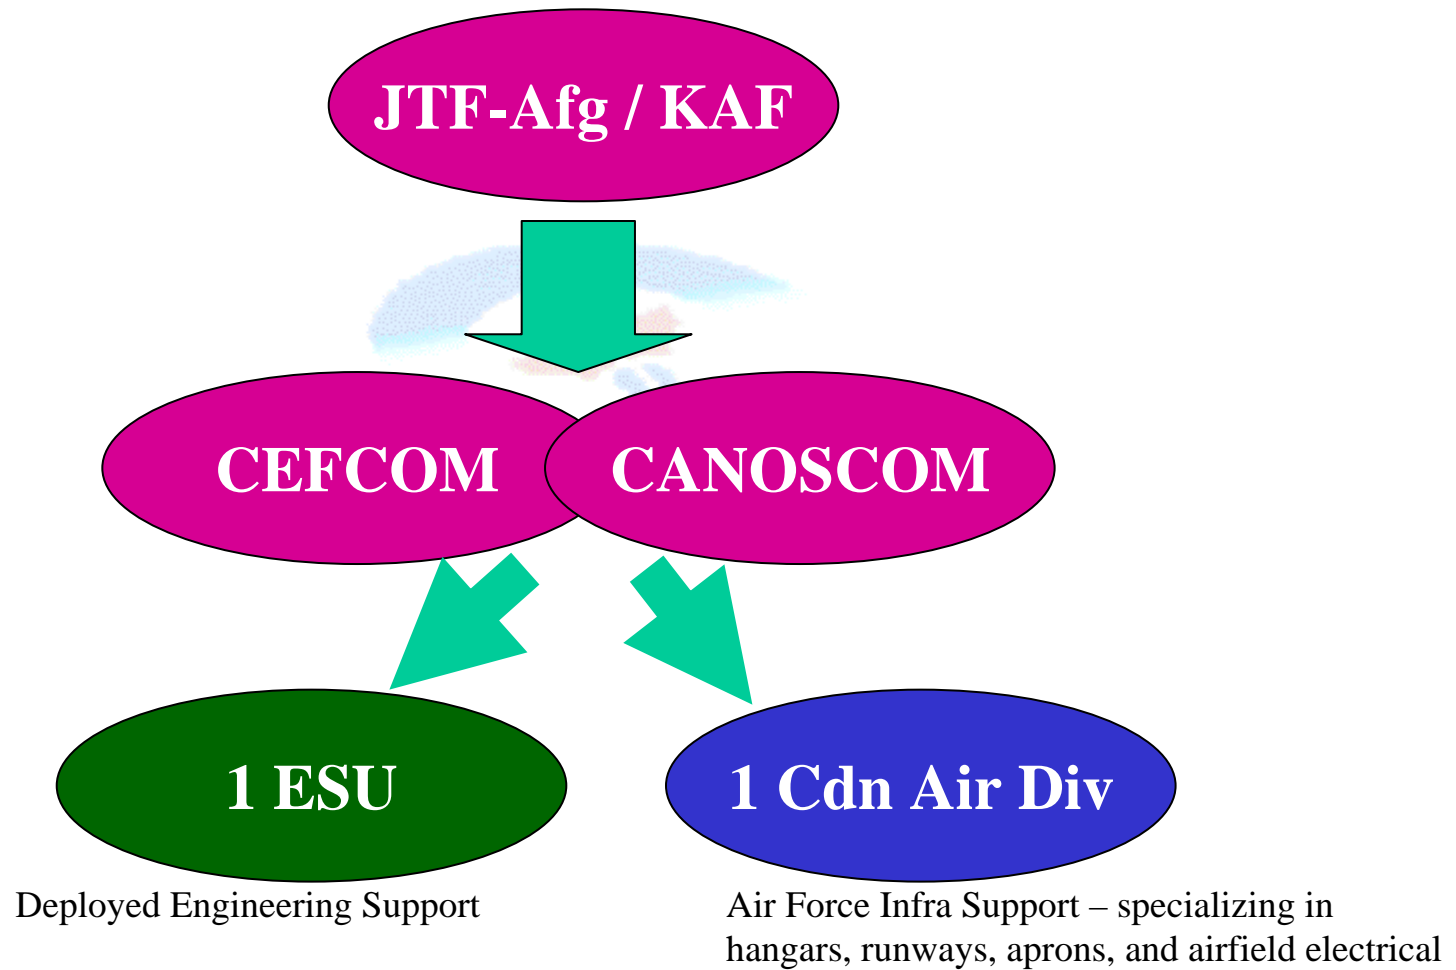 JTF-Afg / KAF
CEFCOM
CANOSCOM
1 ESU
1 Cdn Air Div
Deployed Engineering Support
Air Force Infra Support – specializing in
hangars, runways, aprons, and airfield electrical